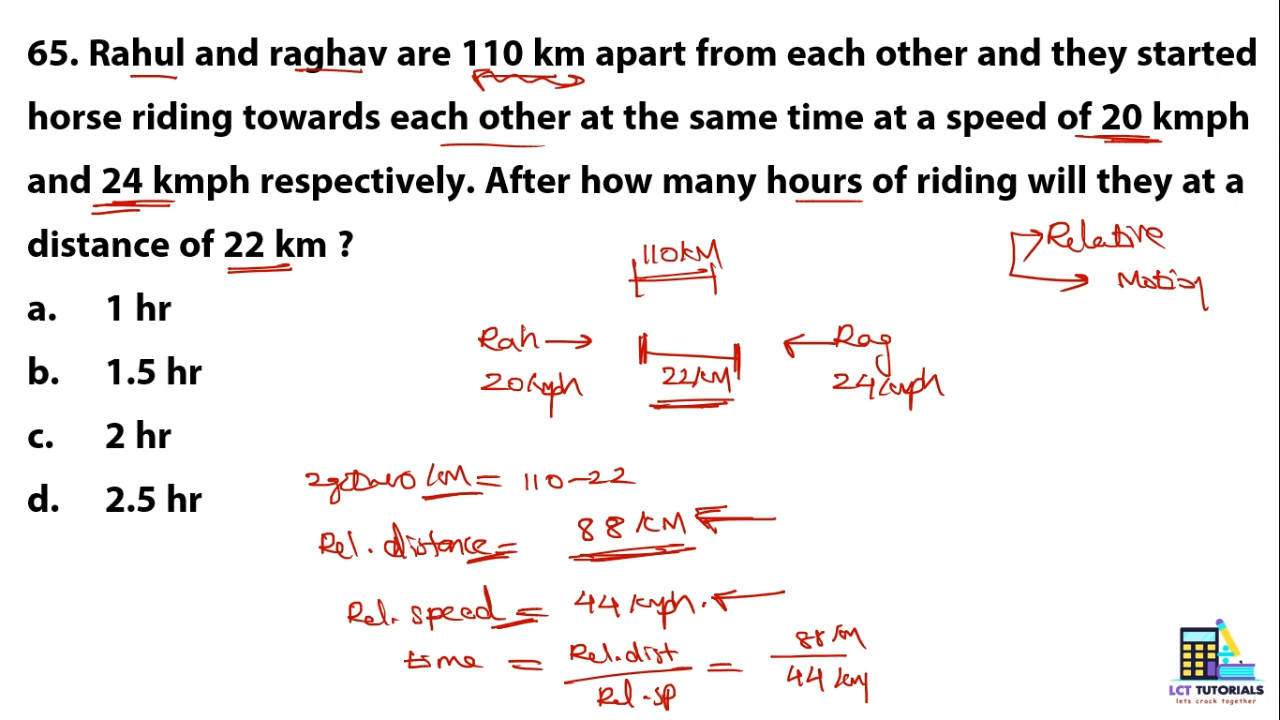 65. Rahul and raghav are 110 km apart from each other and they started
horse riding towards each other at the same time at a speed of 20 kmph
and 24 kmph respectively. After how many hours of riding will they at a
distance of 22 km ?
110KM
Relative
Motion
a. 1 hr
b. 1.5 hr
c. 2 hr
d. 2.5 hr
Rah → ← Rag
20kmph 22KM 24kmph
KM = 110-22
Rel. distance = 88 KM
Rel. speed = 44 kmph.
time = Rel.dist / Rel-SP = 88 KM / 44 km
LCT TUTORIALS
lets crack together